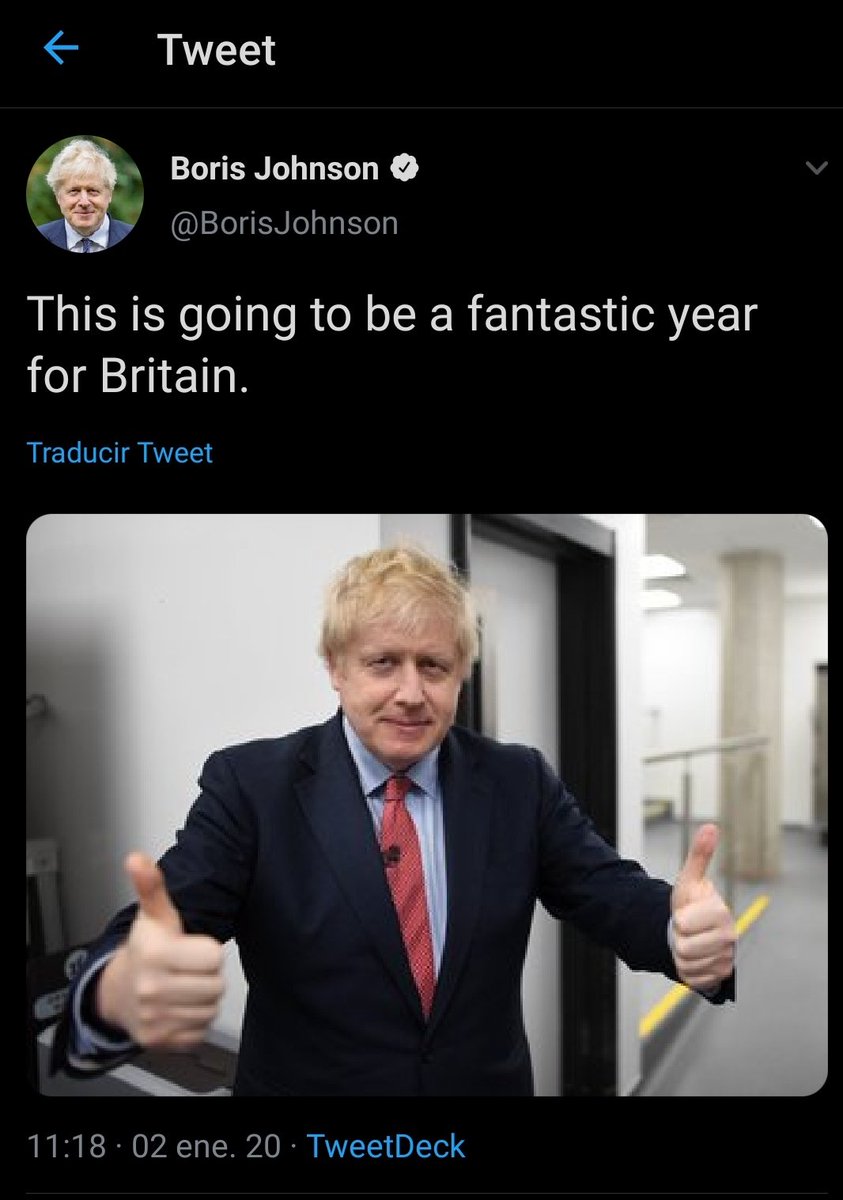 Tweet
Boris Johnson
@BorisJohnson
This is going to be a fantastic year
for Britain.
Traducir Tweet
11:18 · 02 ene. 20 · TweetDeck